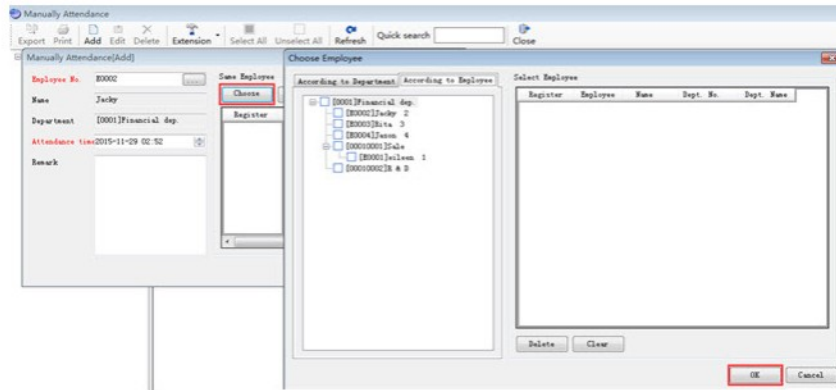 Manually Attendance
Export Print Add Edit Delete Extension Select All Unselect All Refresh Quick search Close
Manually Attendance[Add]
Employee No. E0002 ....
Name Jacky
Department [0001]Financial dep.
Attendance time 2015-11-29 02:52
Remark
Same Employee
Choose
Register
Choose Employee
According to Department According to Employee
[0001]Financial dep.
[E0002]Jacky 2
[E0003]Rita 3
[E0004]Jason 4
[00010001]Sale
[E0001]eileen 1
[00010002]R & D
Select Employee
Register Employee Name Dept. No. Dept. Name
Delete Clear
OK Cancel